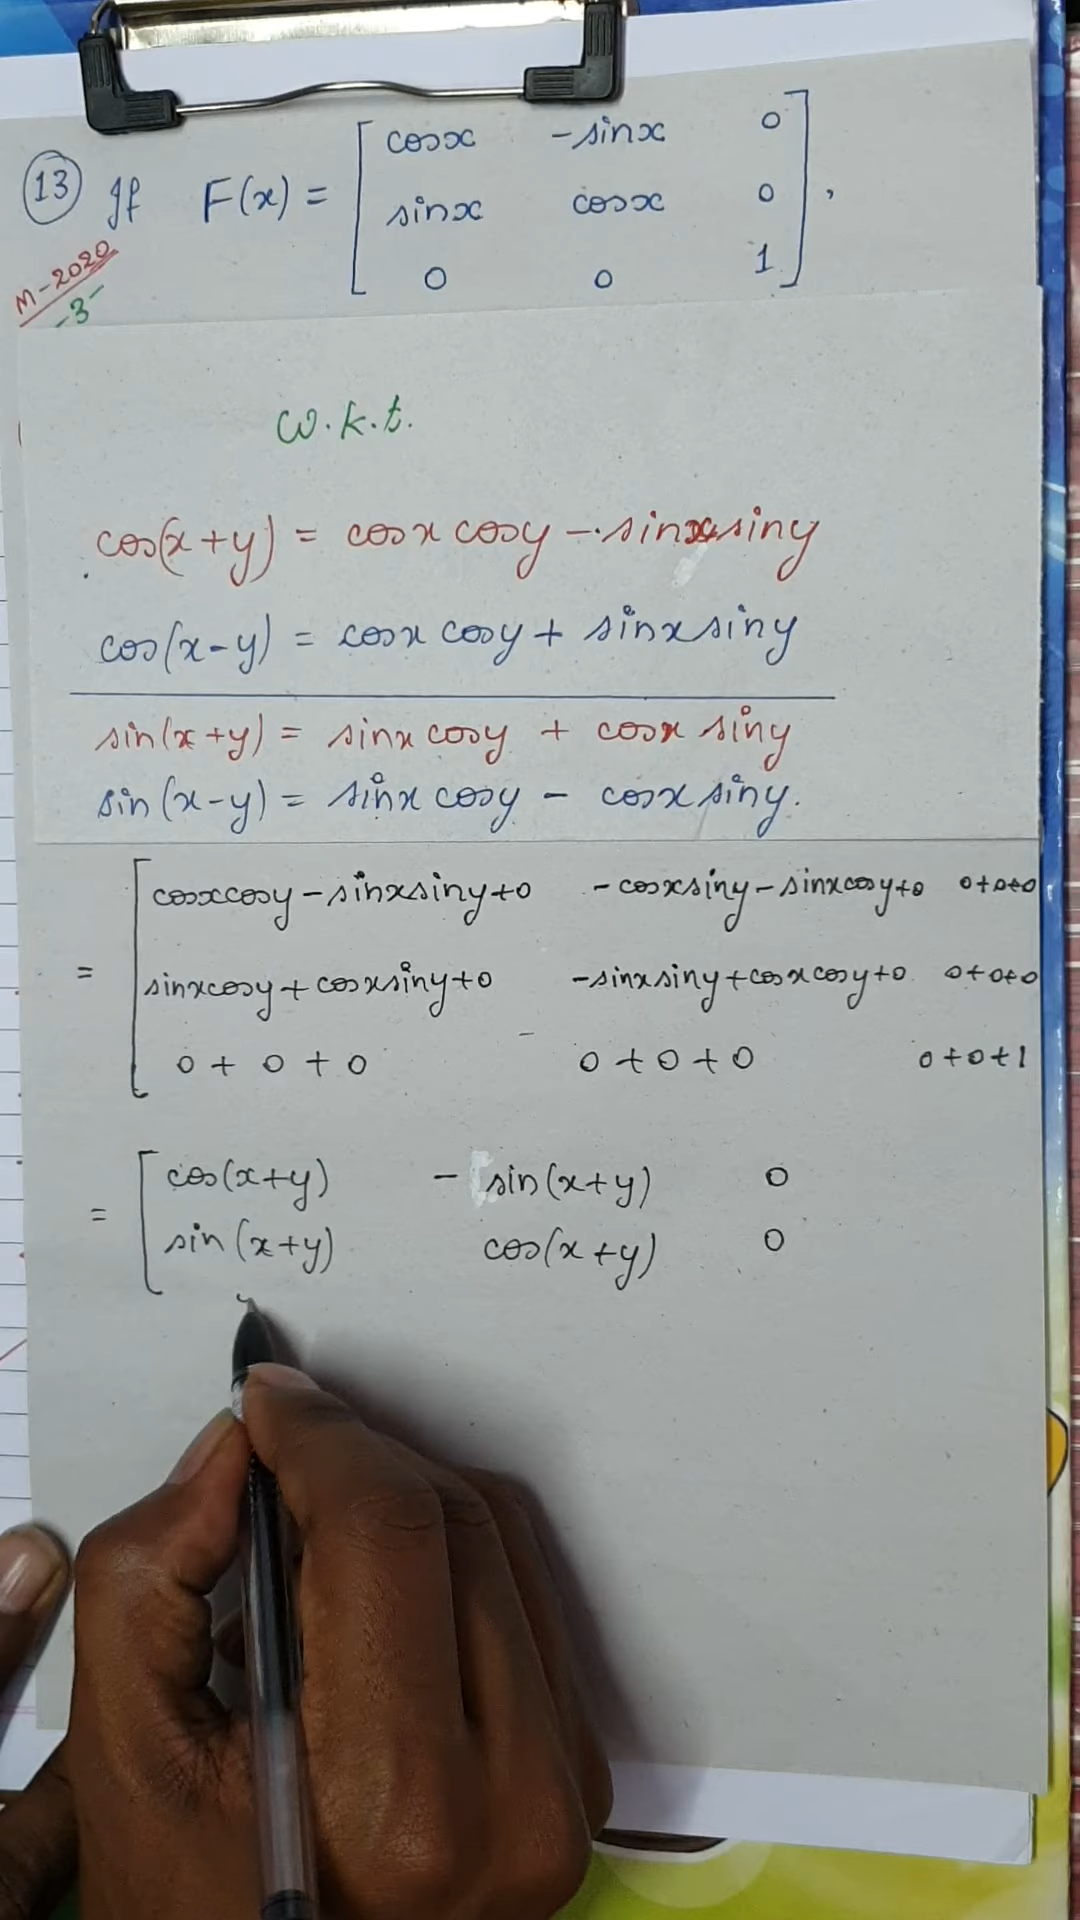 (13) If F(x) = [ cosx -sinx 0
sinx cosx 0
0 0 1 ] ,
M-2020
-3-
w.k.t.
cos(x+y) = cosx cosy - sinx siny
cos(x-y) = cosx cosy + sinx siny
sin(x+y) = sinx cosy + cosx siny
sin(x-y) = sinx cosy - cosx siny.
= [ cosxcosy - sinxsiny+0 -cosxsiny - sinxcosy+0 0+0+0
sinxcosy + cosxsiny+0 -sinxsiny + cosxcosy+0 0+0+0
0 + 0 + 0 0 + 0 + 0 0+0+1
= [ cos(x+y) - sin(x+y) 0
sin(x+y) cos(x+y) 0